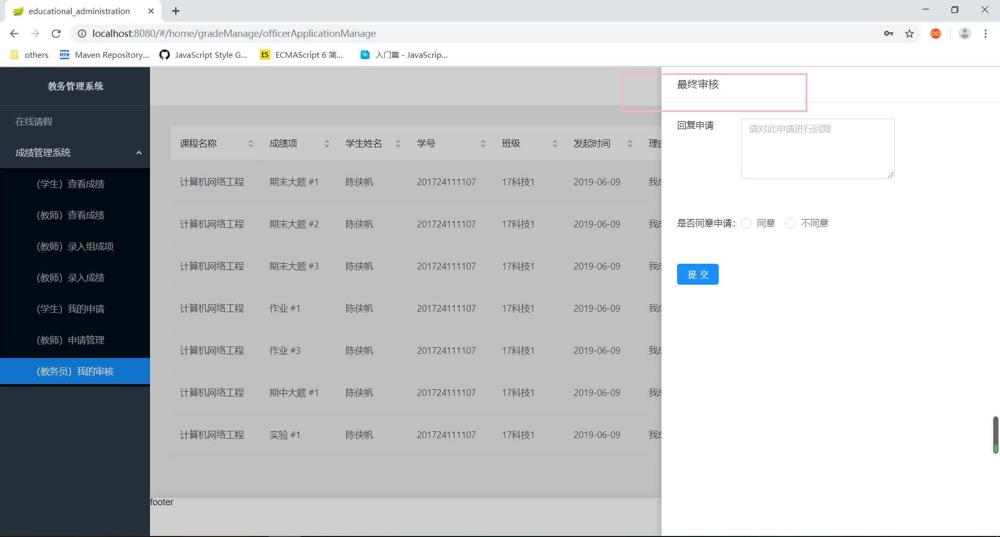 educational_administration
localhost:8080/#/home/gradeManage/officerApplicationManage
others
Maven Repository...
JavaScript Style G...
ES
ECMAScript 6 简...
W
入门篇 - JavaScrip...
教务管理系统
在线请假
成绩管理系统
(学生) 查看成绩
(教师) 查看成绩
(教师) 录入组成项
(教师) 录入成绩
(学生) 我的申请
(教师) 申请管理
(教务员) 我的审核
课程名称 成绩项 学生姓名 学号 班级 发起时间 理由
计算机网络工程 期末大题 #1 陈侠帆 201724111107 17科技1 2019-06-09 我成
计算机网络工程 期末大题 #2 陈侠帆 201724111107 17科技1 2019-06-09 我成
计算机网络工程 期末大题 #3 陈侠帆 201724111107 17科技1 2019-06-09 我成
计算机网络工程 作业 #1 陈侠帆 201724111107 17科技1 2019-06-09 我成
计算机网络工程 作业 #3 陈侠帆 201724111107 17科技1 2019-06-09 我成
计算机网络工程 期中大题 #1 陈侠帆 201724111107 17科技1 2019-06-09 我成
计算机网络工程 实验 #1 陈侠帆 201724111107 17科技1 2019-06-09 我成
footer
最终审核
回复申请
请对此申请进行回复
是否同意申请: 同意 不同意
提 交